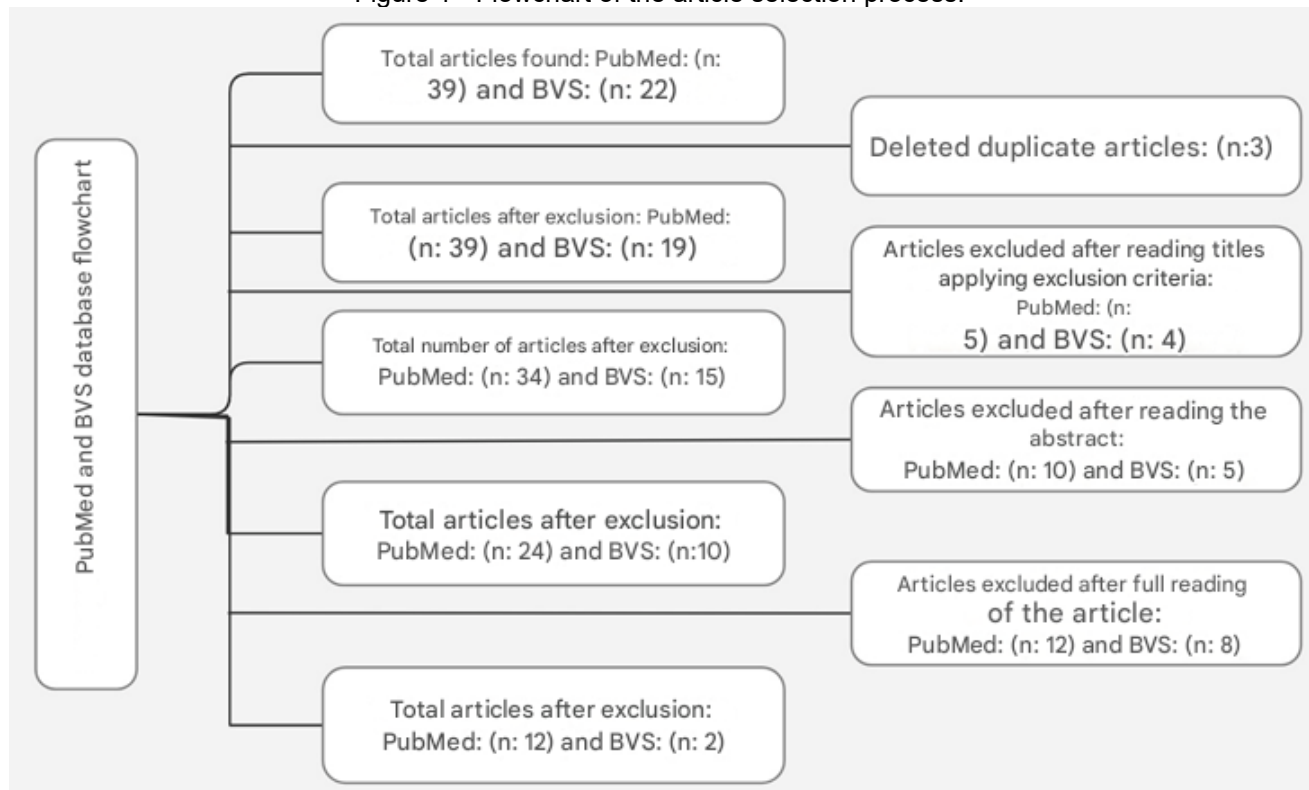 Figure 1 - Flowchart of the article selection process.
PubMed and BVS database flowchart
Total articles found: PubMed: (n:
39) and BVS: (n: 22)
Deleted duplicate articles: (n:3)
Total articles after exclusion: PubMed:
(n: 39) and BVS: (n: 19)
Articles excluded after reading titles
applying exclusion criteria:
PubMed: (n:
5) and BVS: (n: 4)
Total number of articles after exclusion:
PubMed: (n: 34) and BVS: (n: 15)
Articles excluded after reading the
abstract:
PubMed: (n: 10) and BVS: (n: 5)
Total articles after exclusion:
PubMed: (n: 24) and BVS: (n:10)
Articles excluded after full reading
of the article:
PubMed: (n: 12) and BVS: (n: 8)
Total articles after exclusion:
PubMed: (n: 12) and BVS: (n: 2)